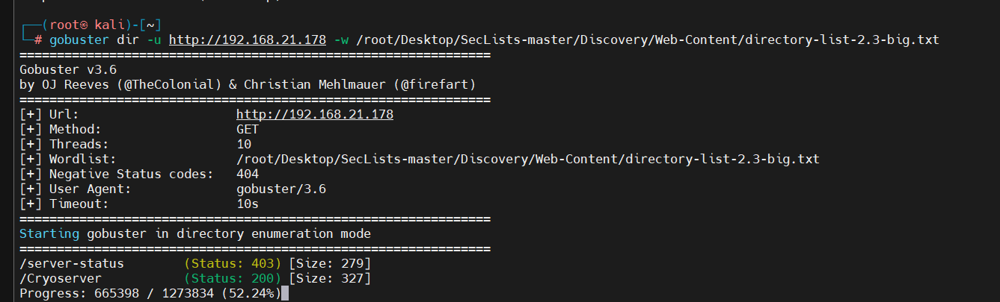 ┌──(root㉿ kali)-[~]
└─# gobuster dir -u http://192.168.21.178 -w /root/Desktop/SecLists-master/Discovery/Web-Content/directory-list-2.3-big.txt
===============================================================
Gobuster v3.6
by OJ Reeves (@TheColonial) & Christian Mehlmauer (@firefart)
===============================================================
[+] Url:                     http://192.168.21.178
[+] Method:                  GET
[+] Threads:                 10
[+] Wordlist:                /root/Desktop/SecLists-master/Discovery/Web-Content/directory-list-2.3-big.txt
[+] Negative Status codes:   404
[+] User Agent:              gobuster/3.6
[+] Timeout:                 10s
===============================================================
Starting gobuster in directory enumeration mode
===============================================================
/server-status        (Status: 403) [Size: 279]
/Cryoserver           (Status: 200) [Size: 327]
Progress: 665398 / 1273834 (52.24%)